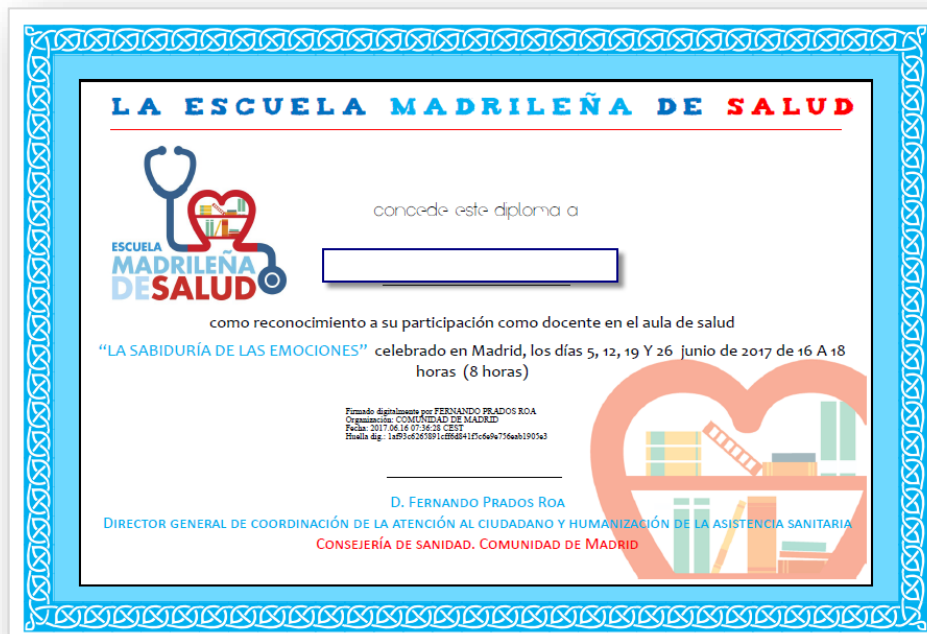 LA ESCUELA MADRILEÑA DE SALUD
concede este diploma a
ESCUELA
MADRILEÑA
DESALUD
como reconocimiento a su participación como docente en el aula de salud
“LA SABIDURÍA DE LAS EMOCIONES” celebrado en Madrid, los días 5, 12, 19 Y 26 junio de 2017 de 16 A 18
horas (8 horas)
Firmado digitalmente por FERNANDO PRADOS ROA
Organización: COMUNIDAD DE MADRID
Fecha: 2017.06.16 07:36:28 CEST
Huella dig.: 1af93c6265891cff6d841f5c6e9e756eab1905e3
D. FERNANDO PRADOS ROA
DIRECTOR GENERAL DE COORDINACIÓN DE LA ATENCIÓN AL CIUDADANO Y HUMANIZACIÓN DE LA ASISTENCIA SANITARIA
CONSEJERÍA DE SANIDAD. COMUNIDAD DE MADRID